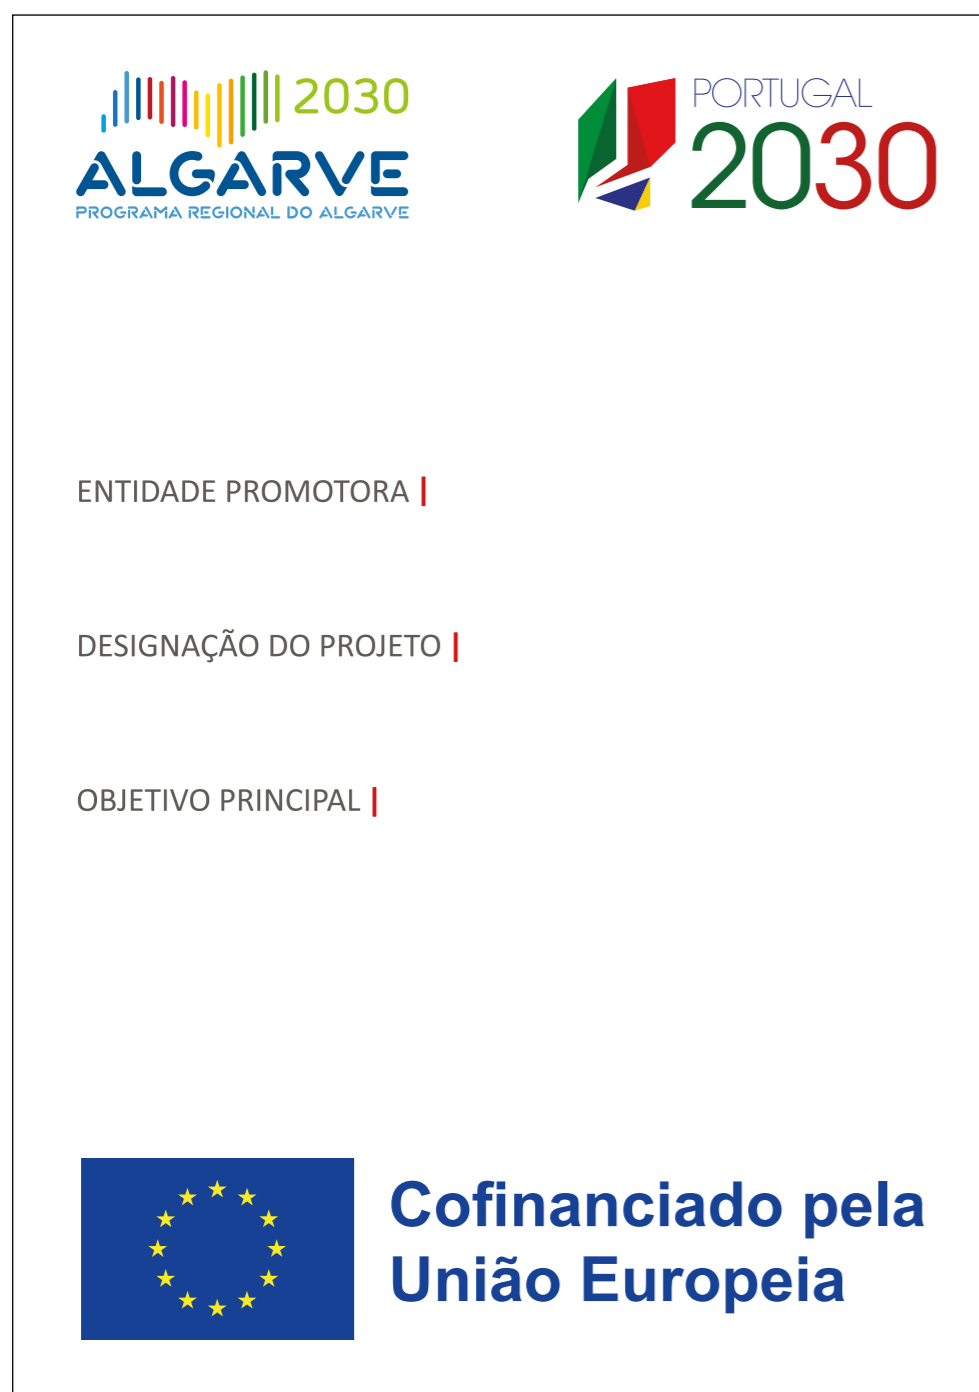 2030
ALGARVE
PROGRAMA REGIONAL DO ALGARVE
PORTUGAL
2030
ENTIDADE PROMOTORA |
DESIGNAÇÃO DO PROJETO |
OBJETIVO PRINCIPAL |
Cofinanciado pela
União Europeia